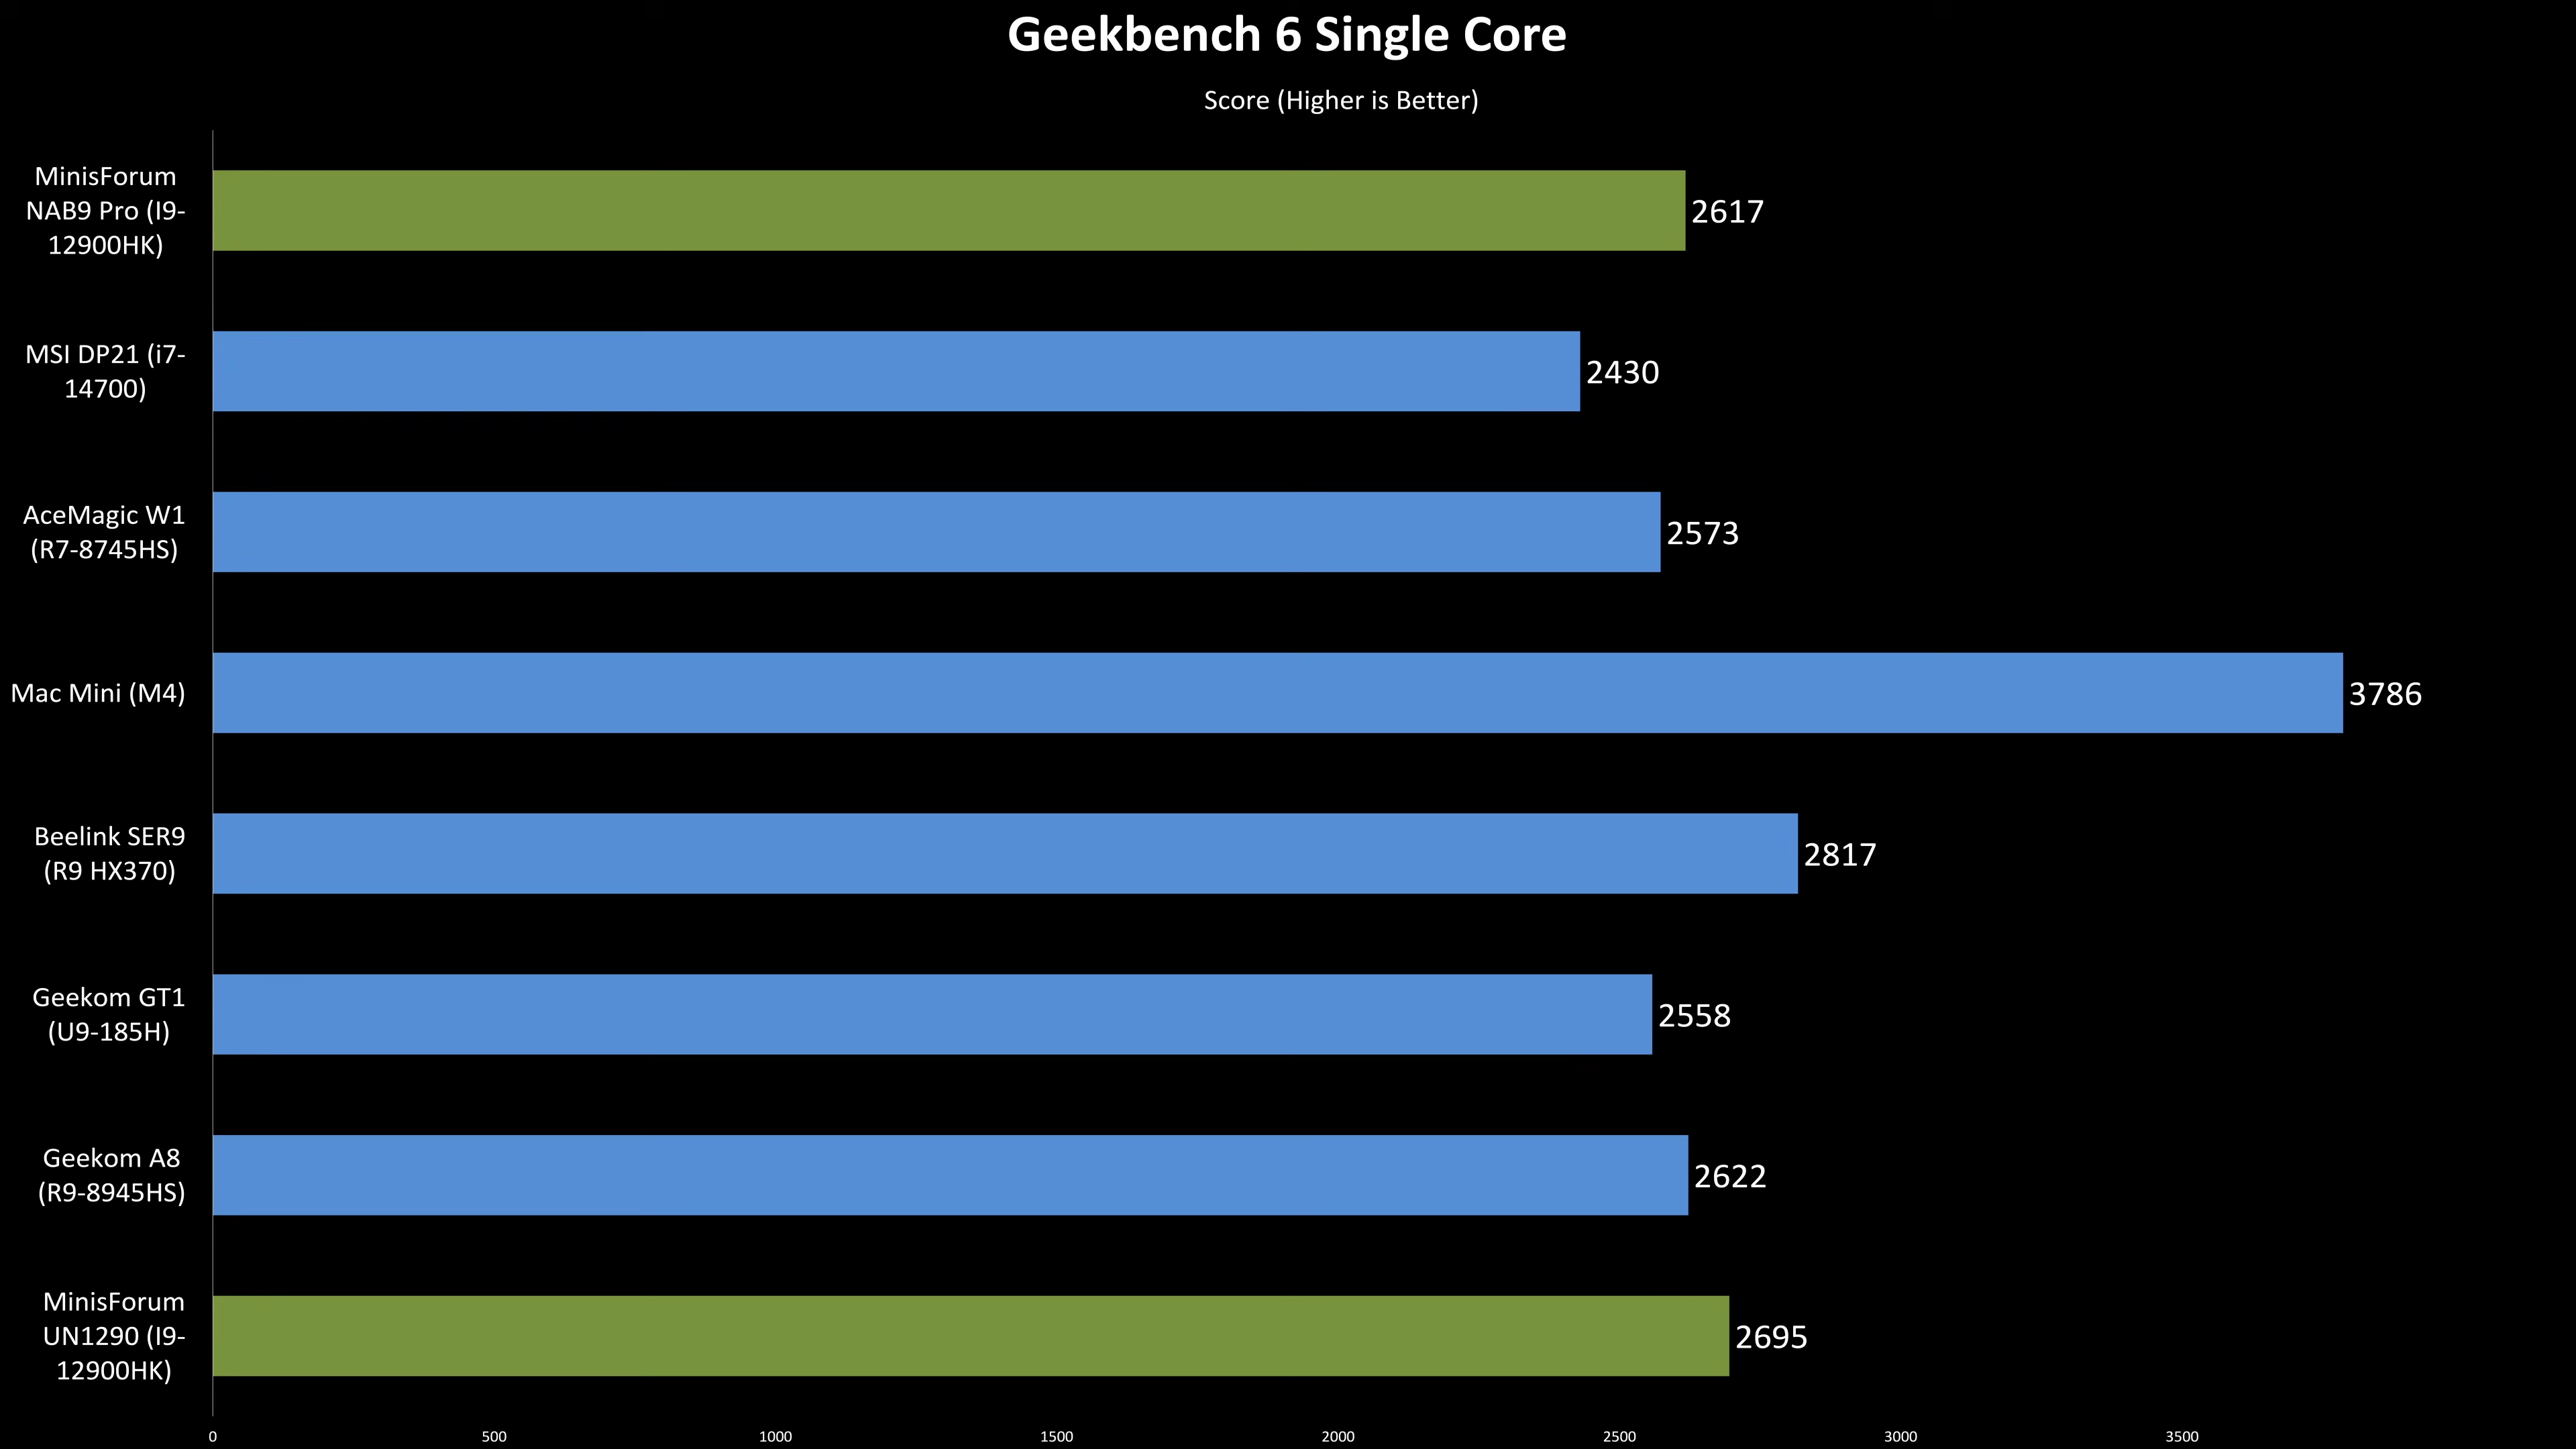 Geekbench 6 Single Core
Score (Higher is Better)
MinisForum
NAB9 Pro (I9-
12900HK)
2617
MSI DP21 (i7-
14700)
2430
AceMagic W1
(R7-8745HS)
2573
Mac Mini (M4)
3786
Beelink SER9
(R9 HX370)
2817
Geekom GT1
(U9-185H)
2558
Geekom A8
(R9-8945HS)
2622
MinisForum
UN1290 (I9-
12900HK)
2695
0 500 1000 1500 2000 2500 3000 3500